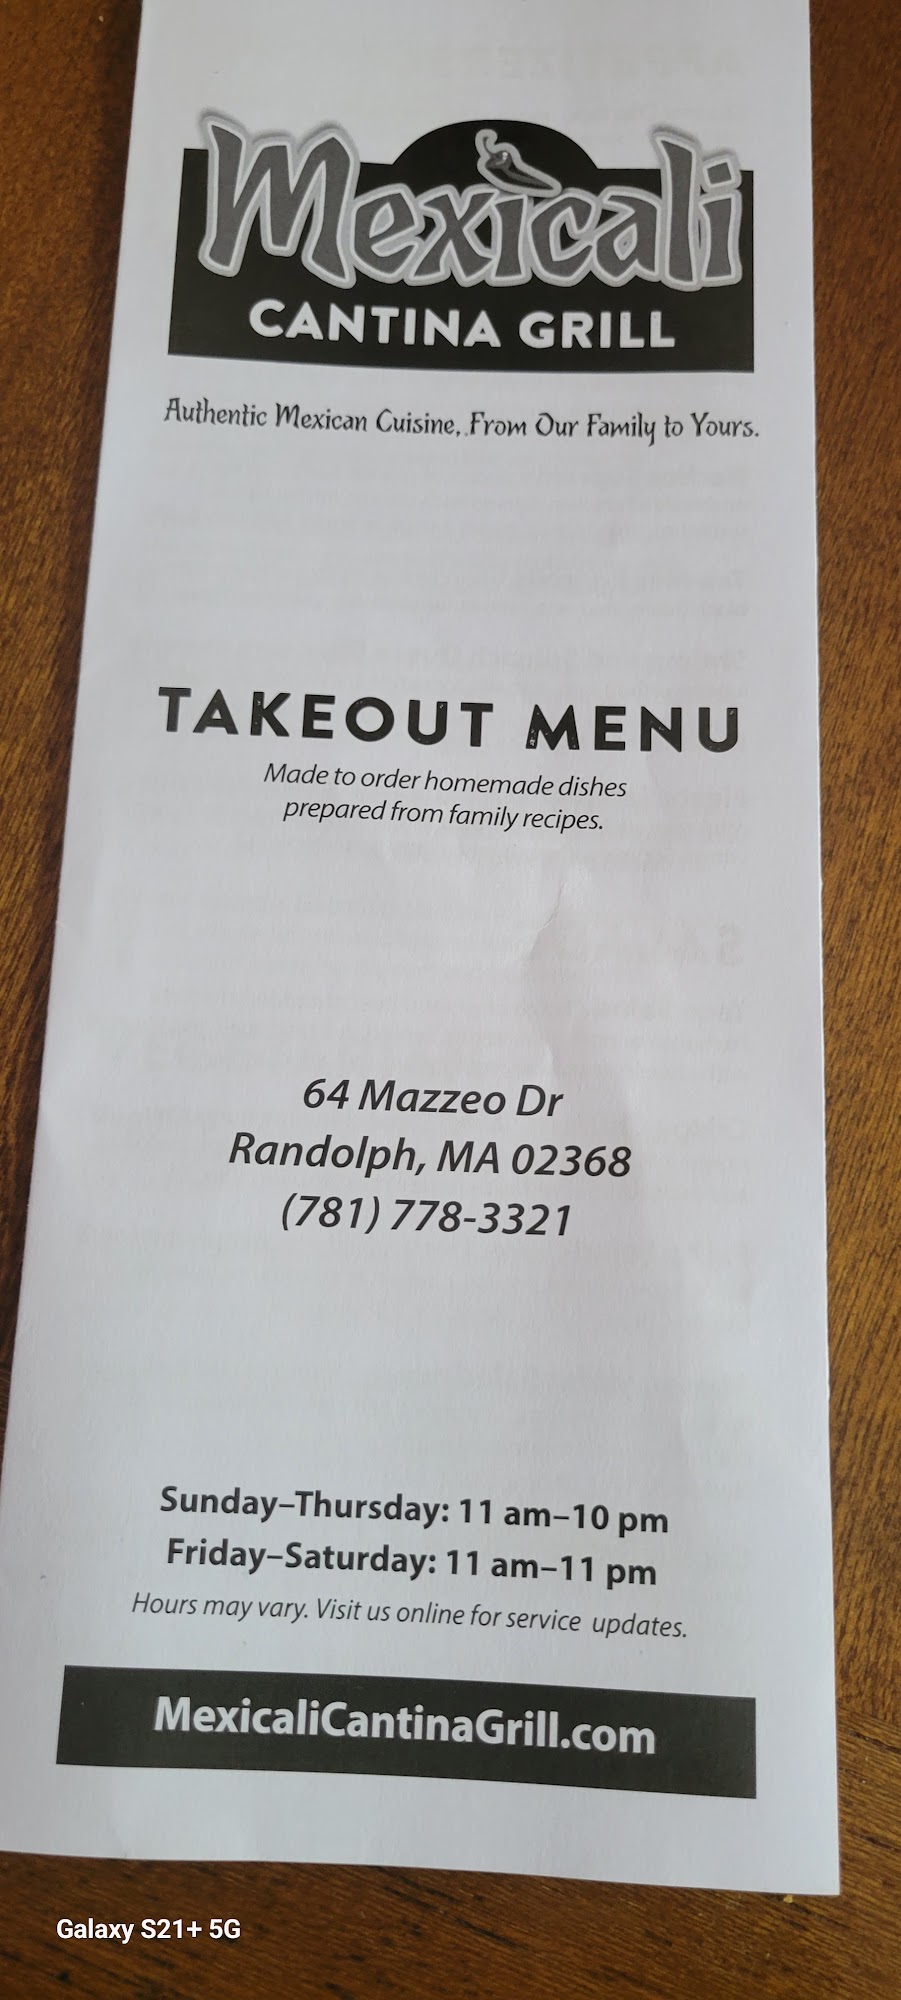 Mexicali
CANTINA GRILL
Authentic Mexican Cuisine, From Our Family to Yours.
TAKEOUT MENU
Made to order homemade dishes
prepared from family recipes.
64 Mazzeo Dr
Randolph, MA 02368
(781) 778-3321
Sunday–Thursday: 11 am–10 pm
Friday–Saturday: 11 am–11 pm
Hours may vary. Visit us online for service updates.
MexicaliCantinaGrill.com
Galaxy S21+ 5G